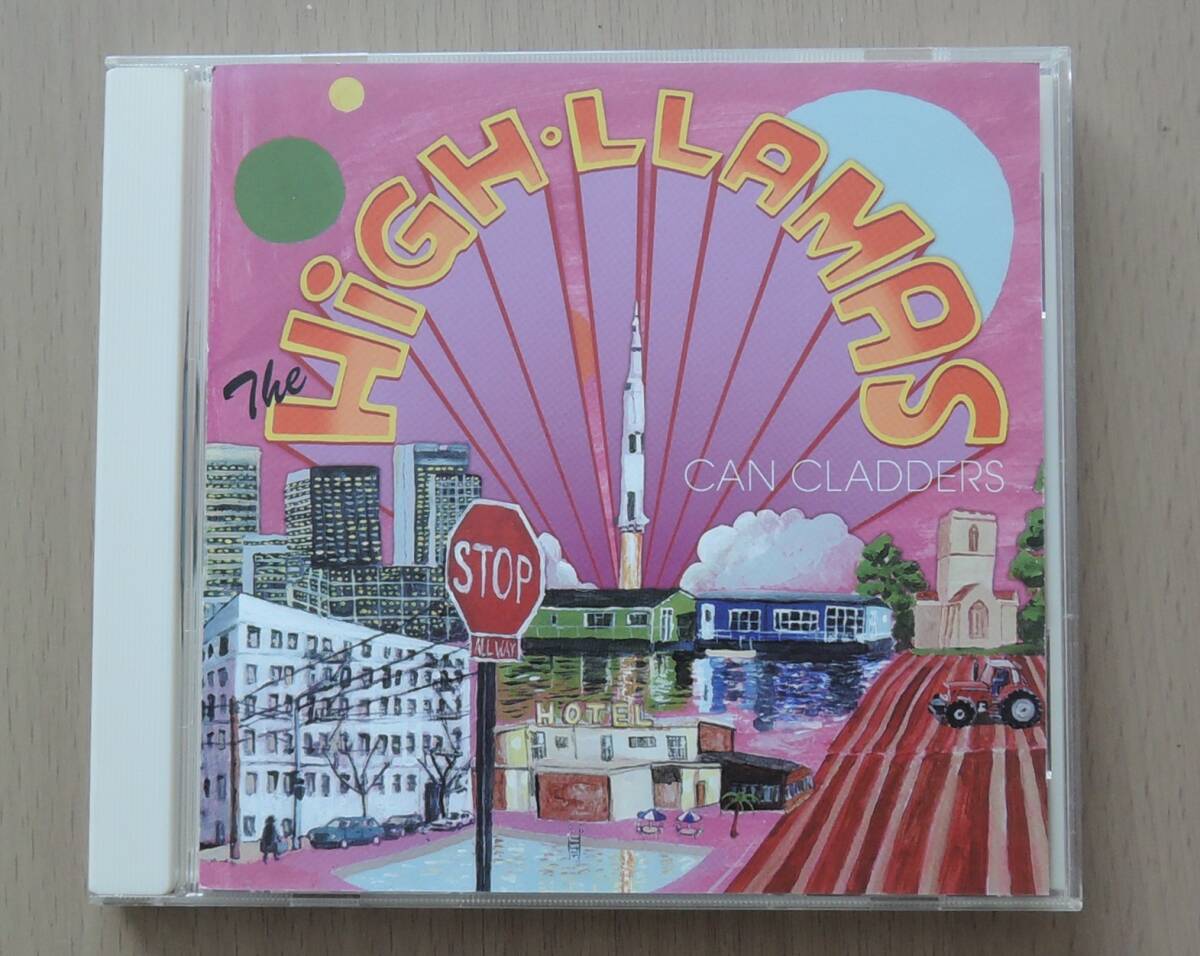 The HiGH·LLAMAS
CAN CLADDERS
STOP
ALL WAY
HOTEL